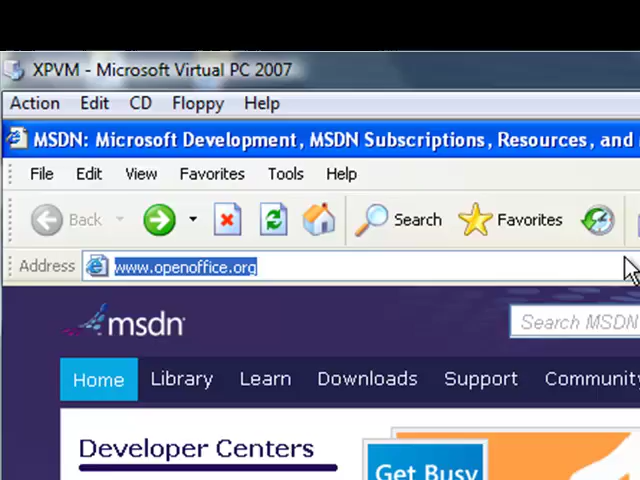 XPVM - Microsoft Virtual PC 2007
Action Edit CD Floppy Help
MSDN: Microsoft Development, MSDN Subscriptions, Resources, and
File Edit View Favorites Tools Help
Back Search Favorites
Address www.openoffice.org
msdn Search MSDN
Home Library Learn Downloads Support Community
Developer Centers
Get Busy